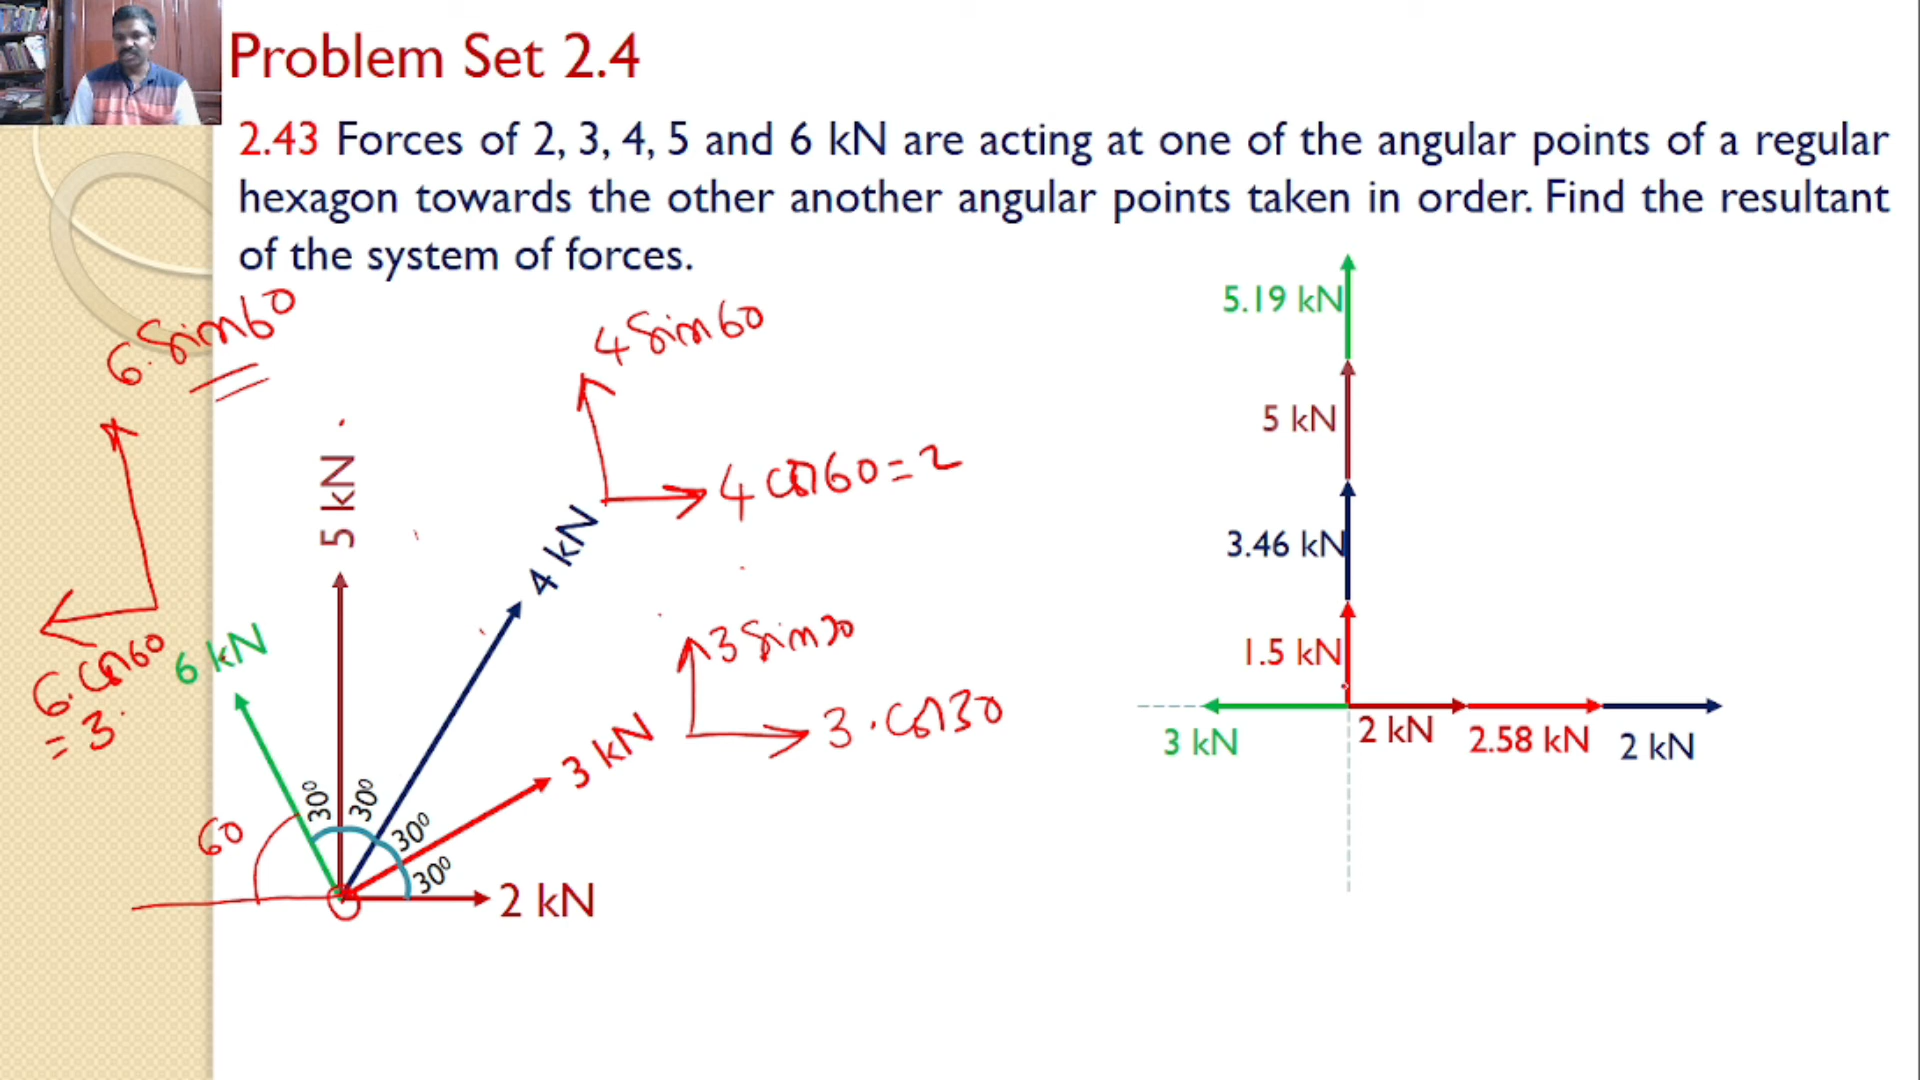 Problem Set 2.4
2.43 Forces of 2, 3, 4, 5 and 6 kN are acting at one of the angular points of a regular
hexagon towards the other another angular points taken in order. Find the resultant
of the system of forces.
6.Sin60
4 Sin60
4 cos60=2
5 kN
4 kN
6 kN
6.cos60
=3
3 Sin30
3.cos30
3 kN
60
30⁰
30⁰
30⁰
30⁰
2 kN
5.19 kN
5 kN
3.46 kN
1.5 kN
3 kN
2 kN
2.58 kN
2 kN